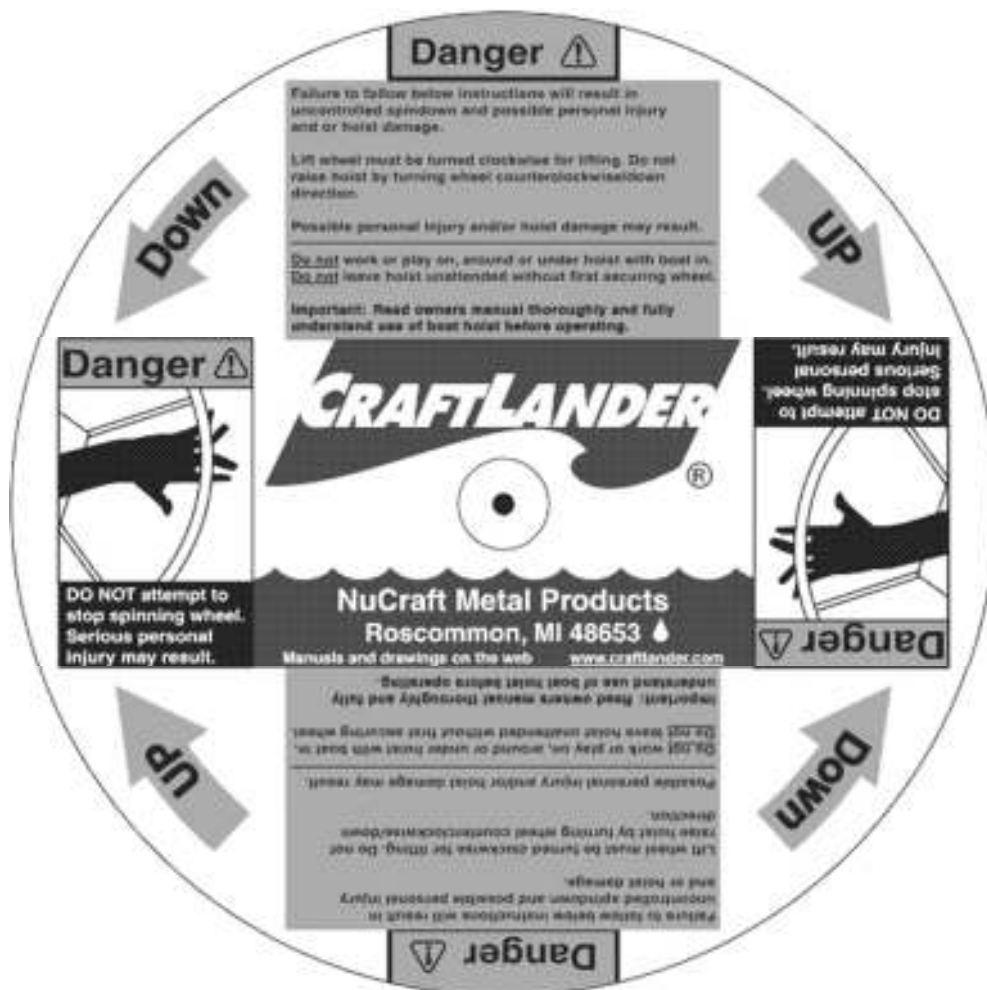 Danger
Failure to follow below instructions will result in
uncontrolled spindown and possible personal injury
and or hoist damage.
Lift wheel must be turned clockwise for lifting. Do not
raise hoist by turning wheel counterclockwise/down
direction.
Possible personal injury and/or hoist damage may result.
Do not work or play on, around or under hoist with boat in.
Do not leave hoist unattended without first securing wheel.
Important: Read owners manual thoroughly and fully
understand use of boat hoist before operating.
Down
UP
Danger
DO NOT attempt to
stop spinning wheel.
Serious personal
injury may result.
CRAFTLANDER
®
NuCraft Metal Products
Roscommon, MI 48653
Manuals and drawings on the web www.craftlander.com
Danger
DO NOT attempt to
stop spinning wheel.
Serious personal
injury may result.
UP
Down
Danger
Failure to follow below instructions will result in
uncontrolled spindown and possible personal injury
and or hoist damage.
Lift wheel must be turned clockwise for lifting. Do not
raise hoist by turning wheel counterclockwise/down
direction.
Possible personal injury and/or hoist damage may result.
Do not work or play on, around or under hoist with boat in.
Do not leave hoist unattended without first securing wheel.
Important: Read owners manual thoroughly and fully
understand use of boat hoist before operating.